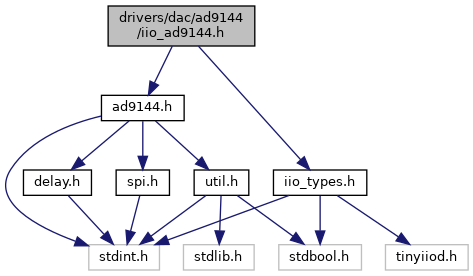 drivers/dac/ad9144
/iio_ad9144.h
ad9144.h
delay.h
spi.h
util.h
iio_types.h
stdint.h
stdlib.h
stdbool.h
tinyiiod.h